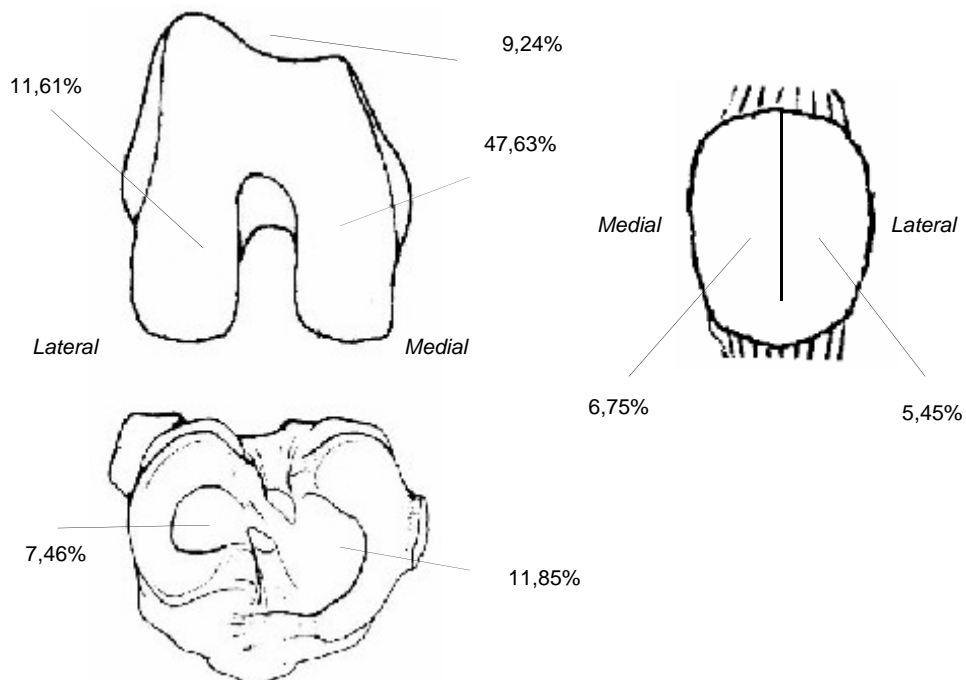 9,24%
11,61%
47,63%
Medial
Lateral
Lateral
Medial
6,75%
5,45%
7,46%
11,85%